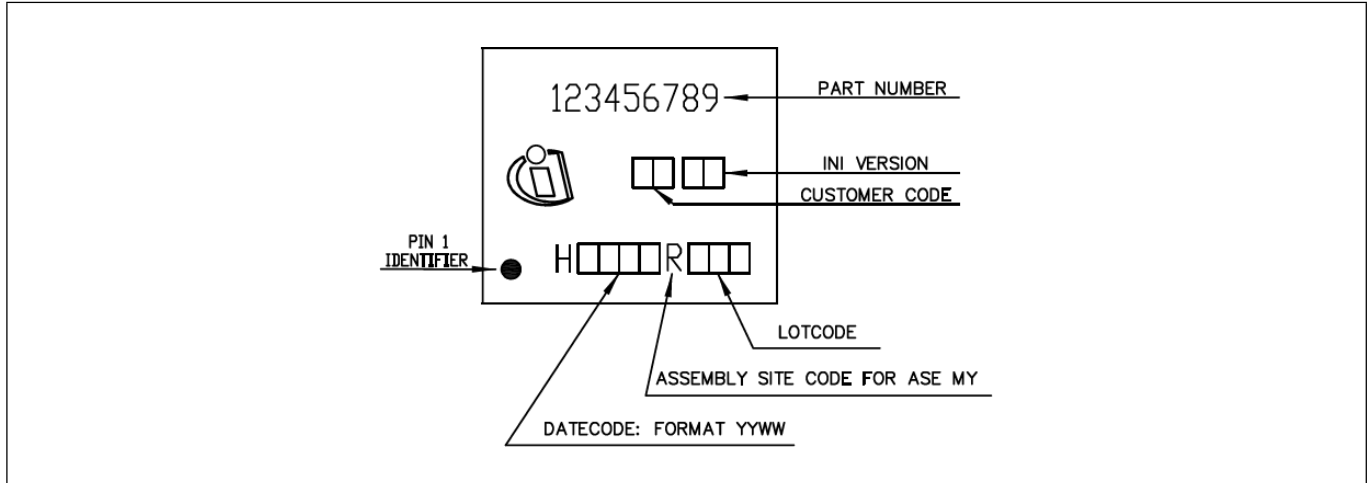 123456789
PART NUMBER
INI VERSION
CUSTOMER CODE
PIN 1
IDENTIFIER
H R
LOTCODE
ASSEMBLY SITE CODE FOR ASE MY
DATECODE: FORMAT YYWW